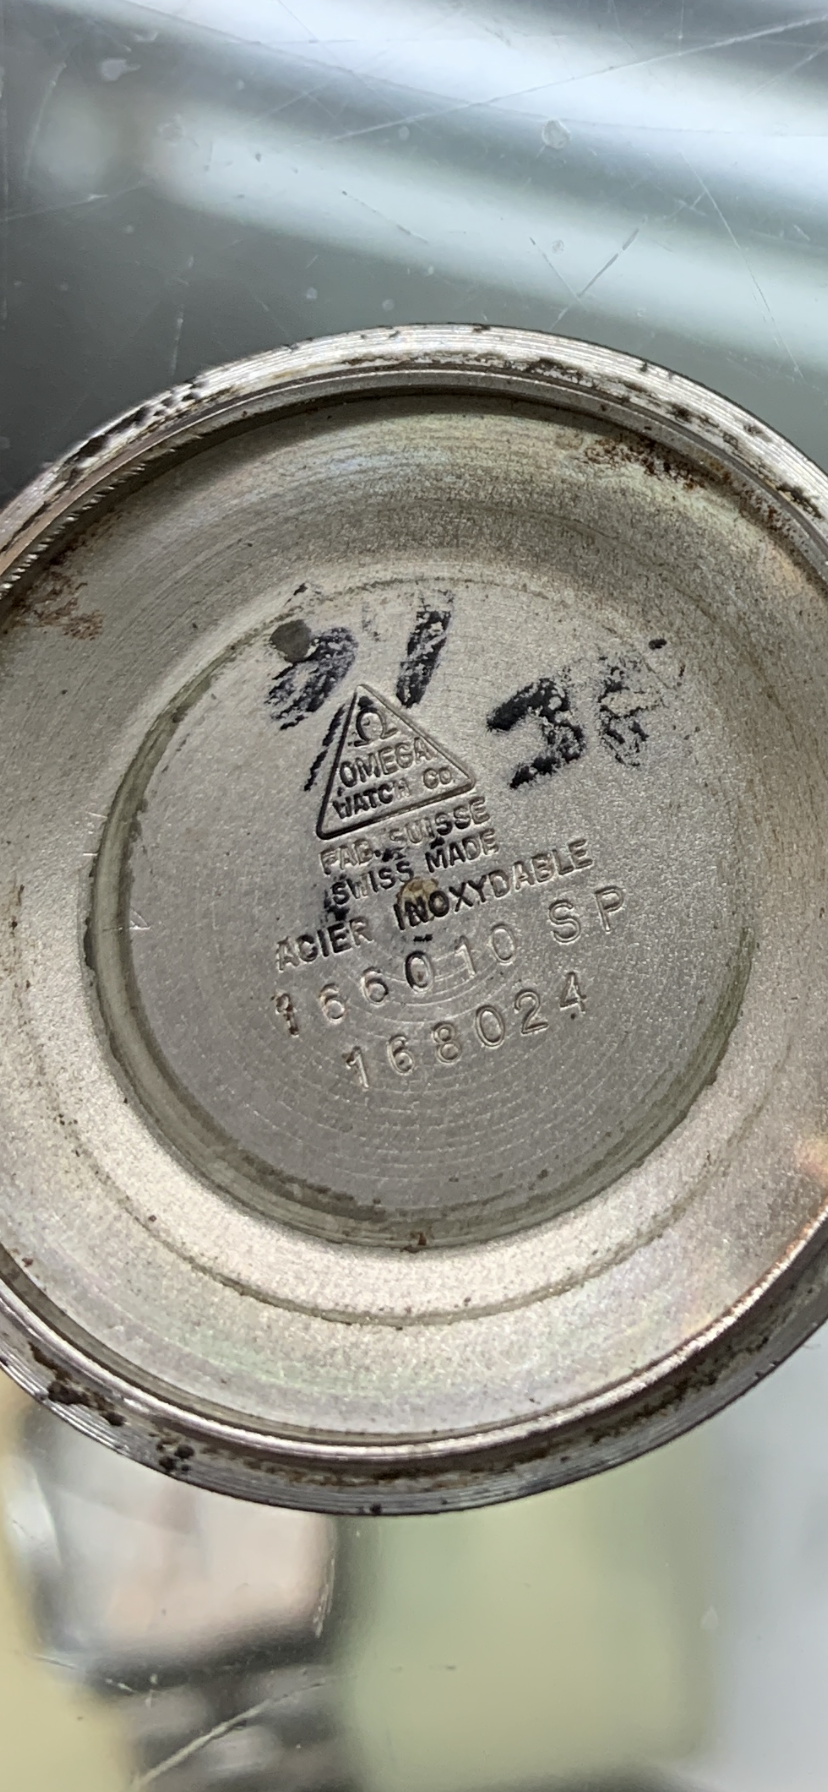 Ω
OMEGA
WATCH CO
FAB. SUISSE
SWISS MADE
ACIER INOXYDABLE
166010 SP
168024